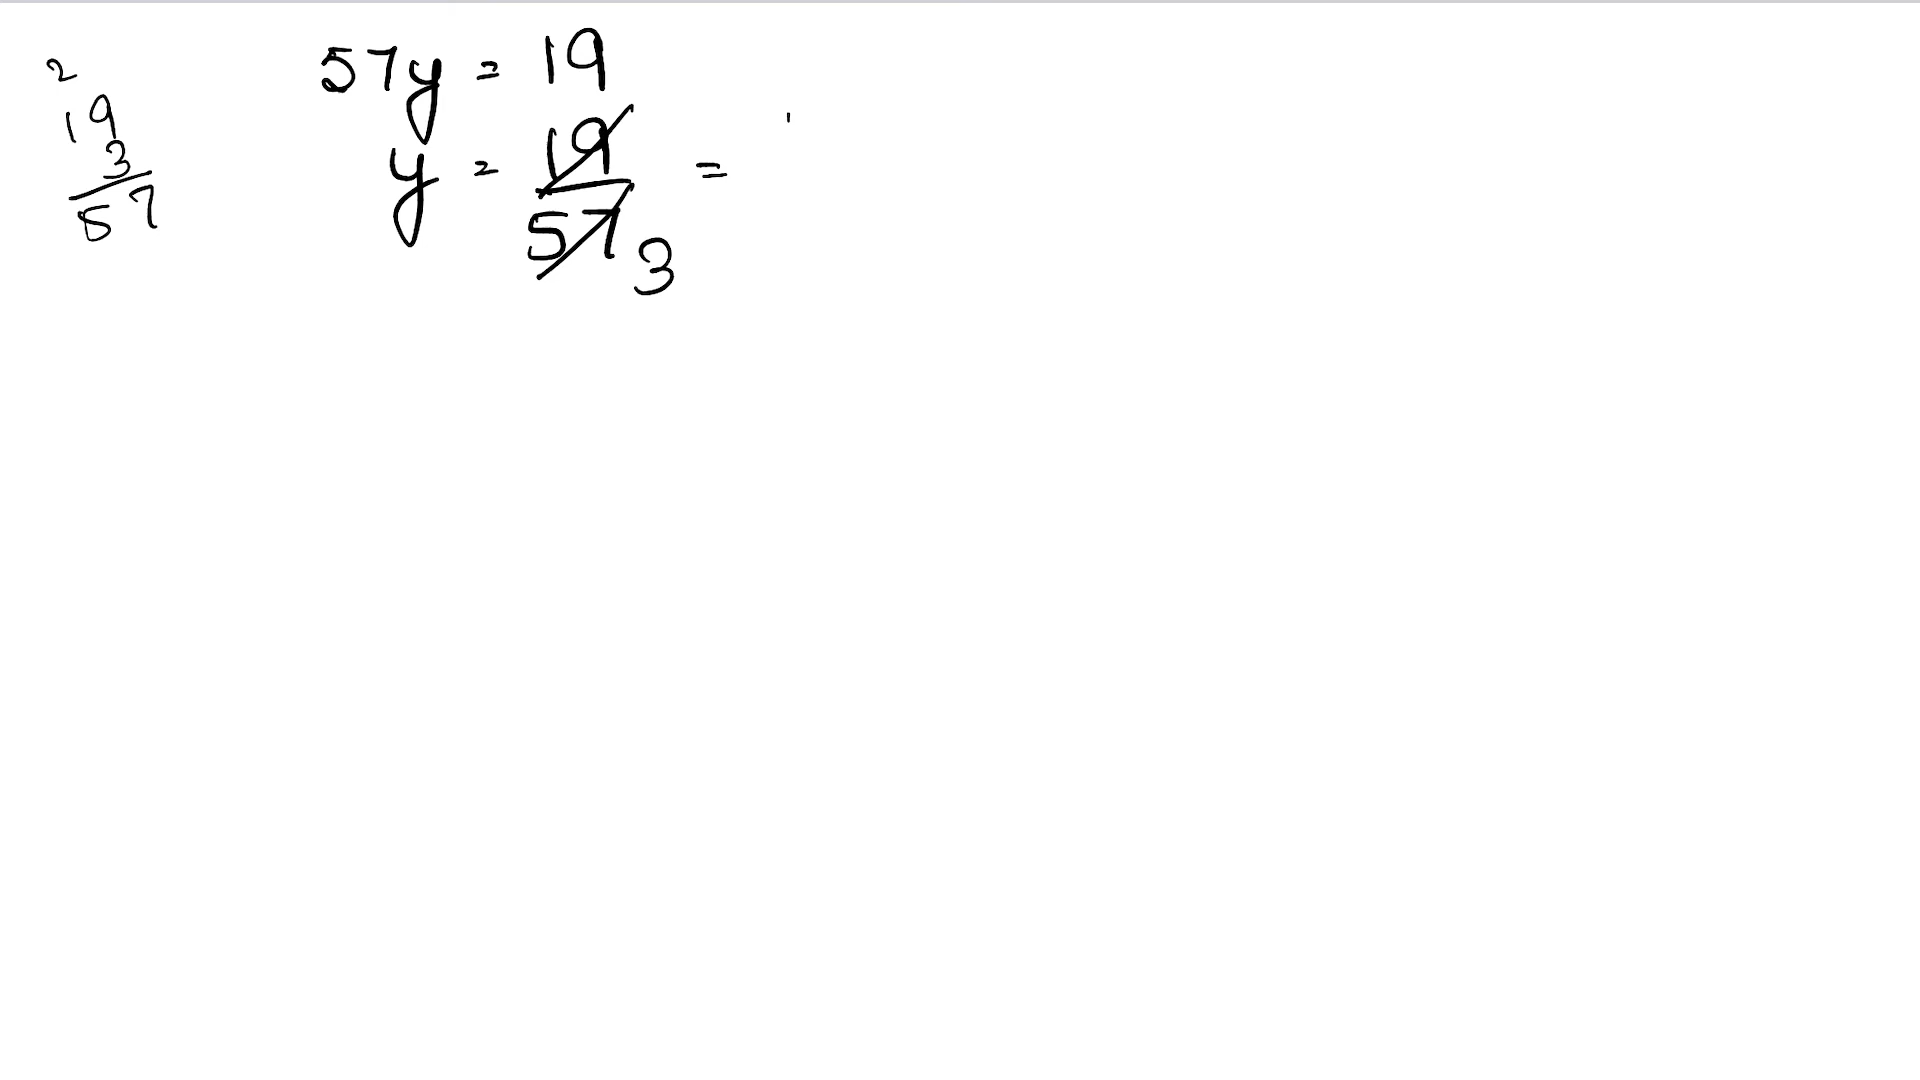 57y = 19
y = 19/57 3 =
2
19
3
57